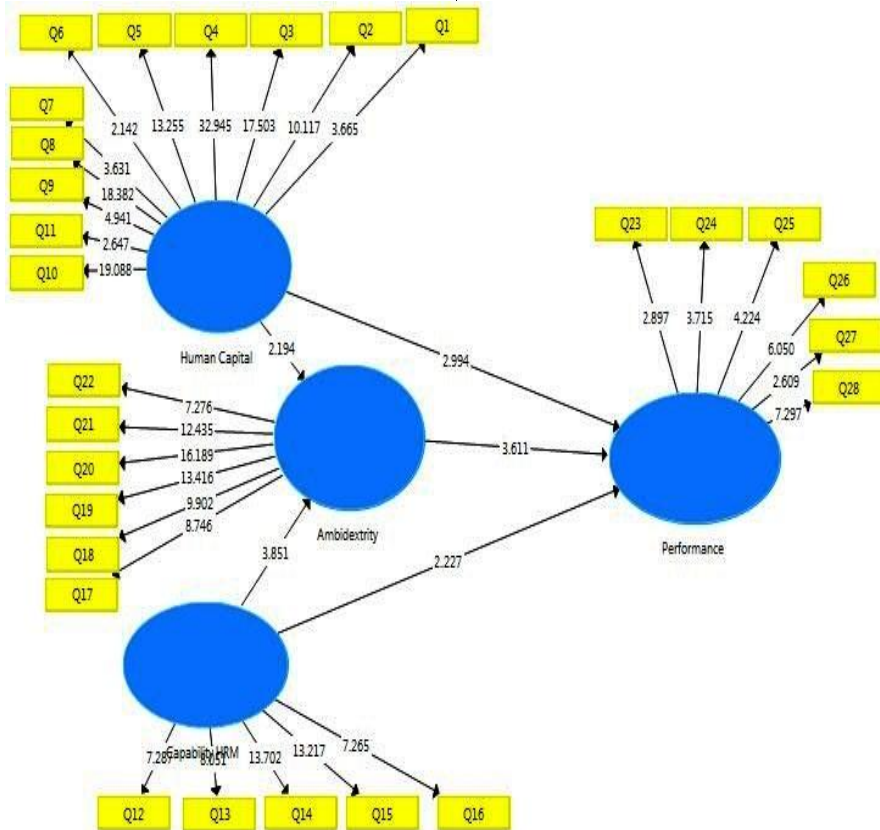 Q6 Q5 Q4 Q3 Q2 Q1
Q7
Q8
Q9
Q11
Q10
2.142 13.255 32.945 17.503 10.117 3.665
3.631
18.382
4.941
2.647
19.088
Human Capital
2.194
2.994
Q23 Q24 Q25
Q26
Q27
Q28
2.897 3.715 4.224
6.050
2.609
7.297
Performance
Q22
Q21
Q20
Q19
Q18
Q17
7.276
12.435
16.189
13.416
9.902
8.746
Ambidextrity
3.611
3.851
2.227
Capability HRM
7.287 8.051 13.702 13.217 7.265
Q12 Q13 Q14 Q15 Q16